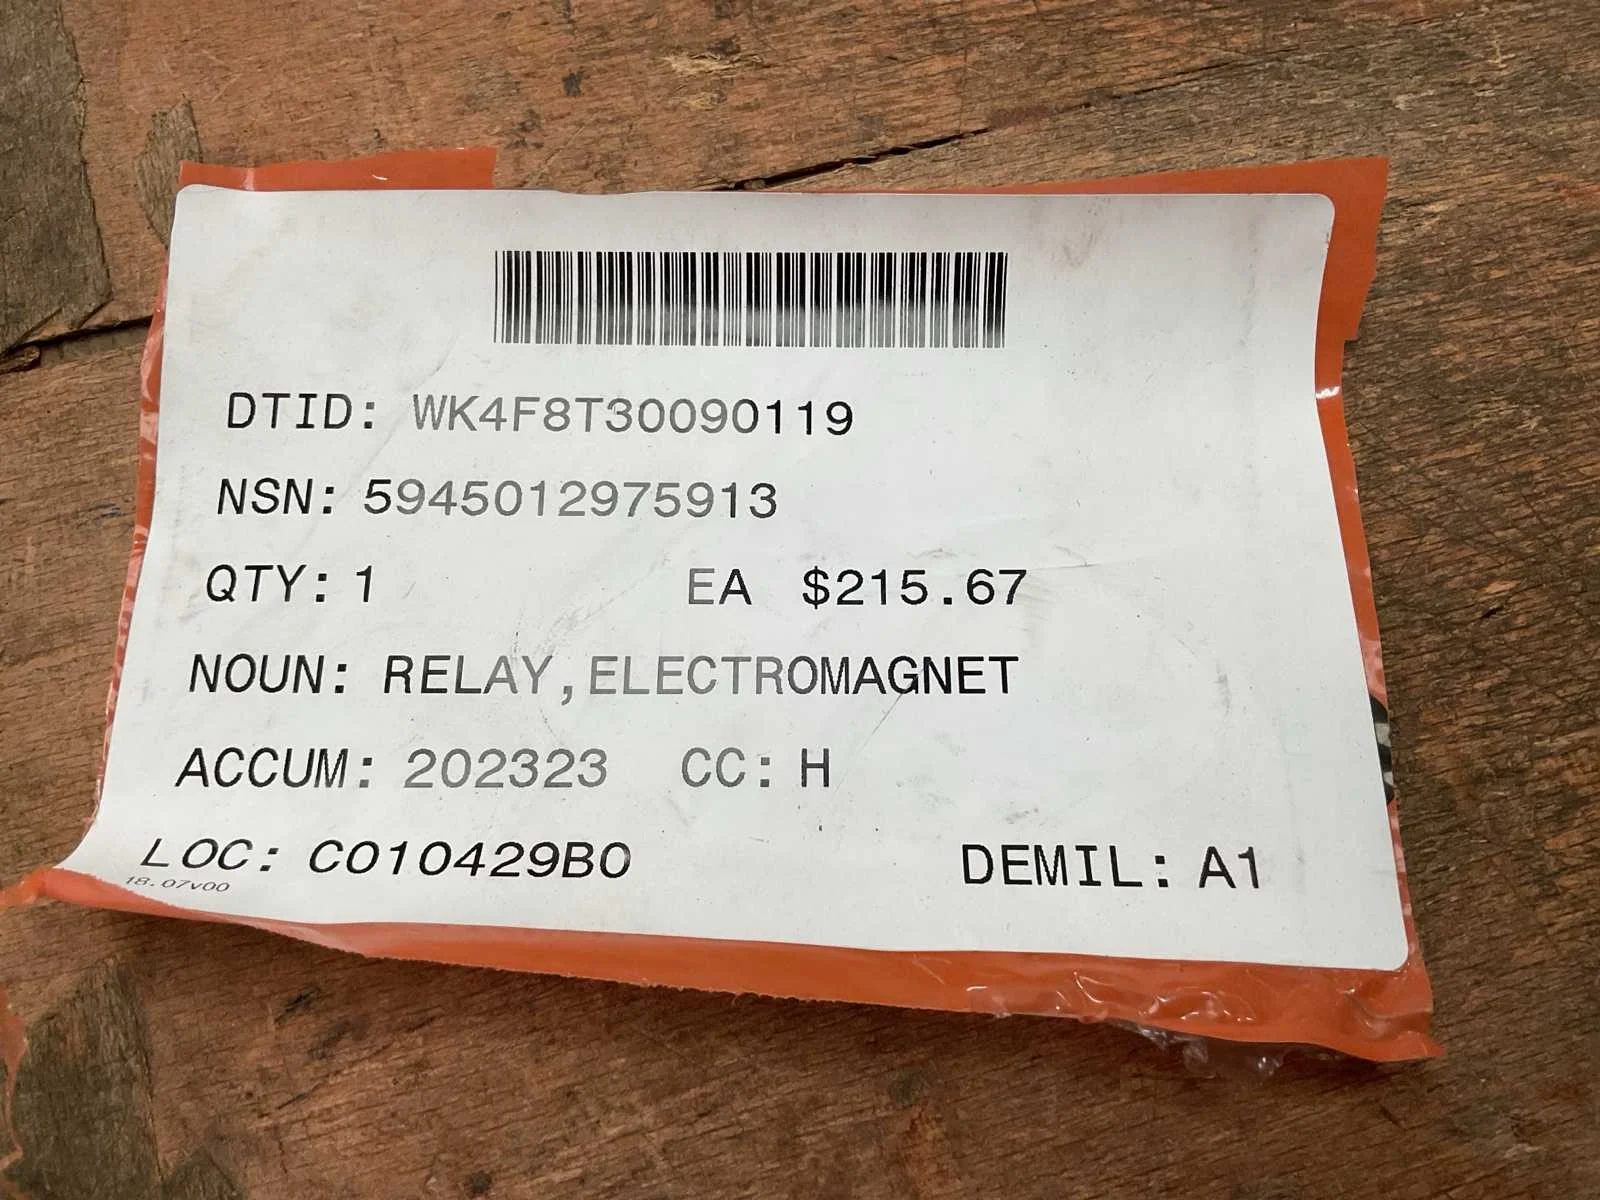 DTID: WK4F8T30090119
NSN: 5945012975913
QTY: 1 EA $215.67
NOUN: RELAY,ELECTROMAGNET
ACCUM: 202323 CC: H
LOC: C010429B0 DEMIL: A1
18.07v00